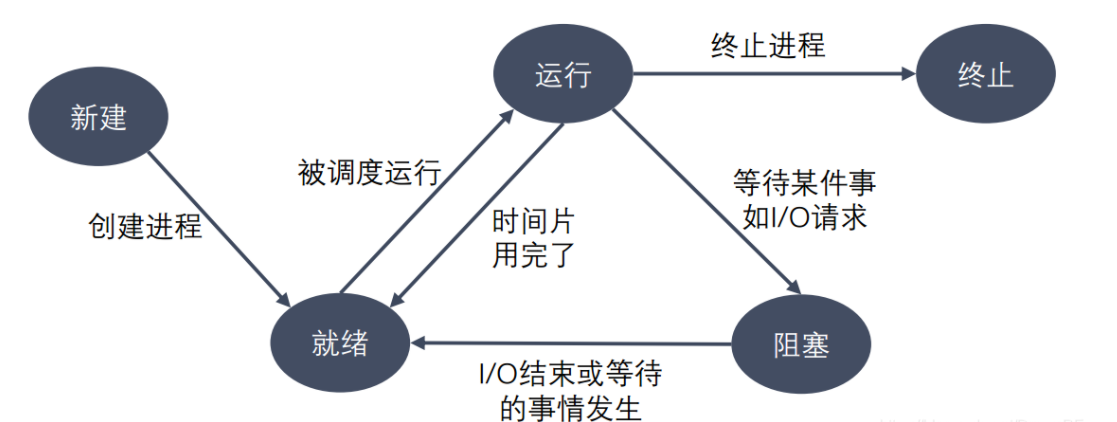 运行
终止进程
终止
新建
被调度运行
等待某件事
如I/O请求
创建进程
时间片
用完了
就绪
阻塞
I/O结束或等待
的事情发生